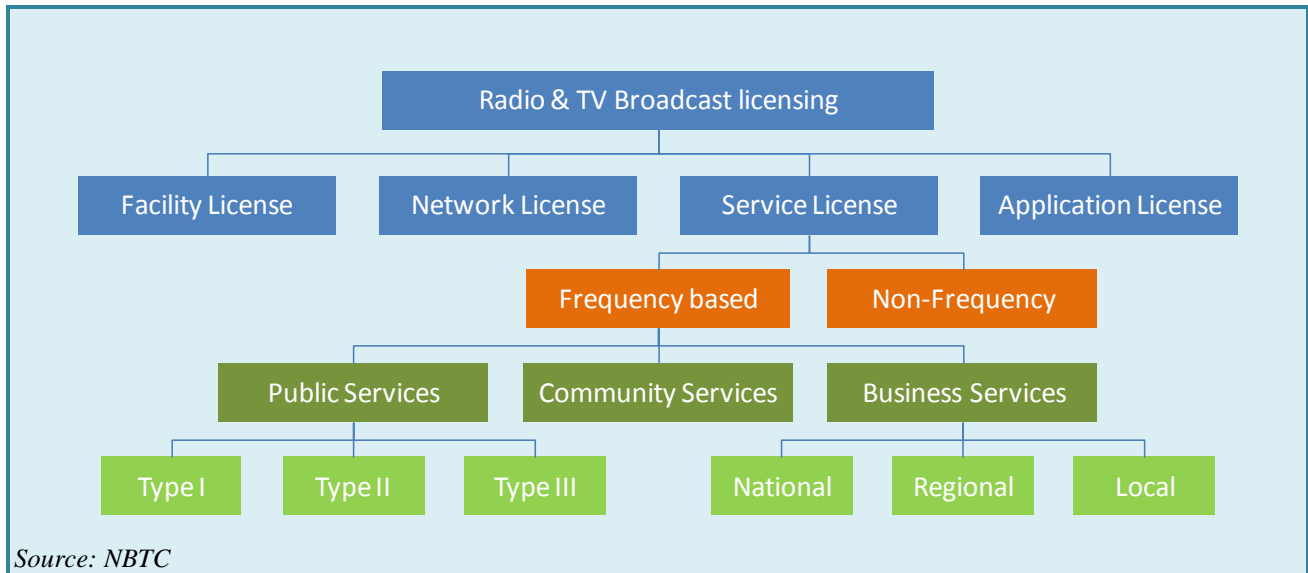 Radio & TV Broadcast licensing
Facility License
Network License
Service License
Application License
Frequency based
Non-Frequency
Public Services
Community Services
Business Services
Type I
Type II
Type III
National
Regional
Local
Source: NBTC